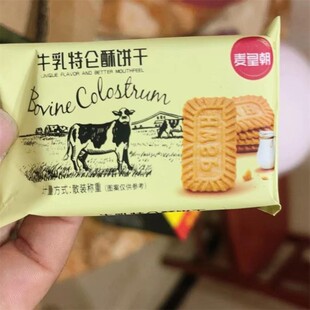 牛乳特仑酥饼干
麦皇朝
UNIQUE FLAVOR AND BETTER MOUTHFEEL
Bovine Colostrum
计量方式:散装称重 (图案仅供参考)